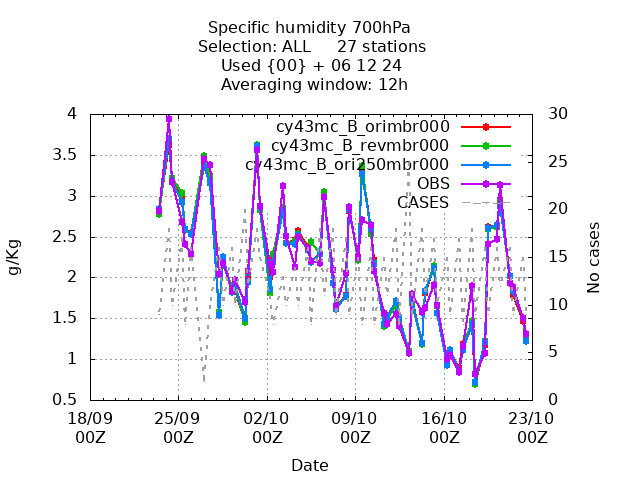 Specific humidity 700hPa
Selection: ALL     27 stations
Used {00} + 06 12 24
Averaging window: 12h
cy43mc_B_orimbr000
cy43mc_B_revmbr000
cy43mc_B_ori250mbr000
OBS
CASES
4
3.5
3
2.5
2
1.5
1
0.5
g/Kg
30
25
20
15
10
5
0
No cases
18/09 25/09 02/10 09/10 16/10 23/10
00Z 00Z 00Z 00Z 00Z 00Z
Date